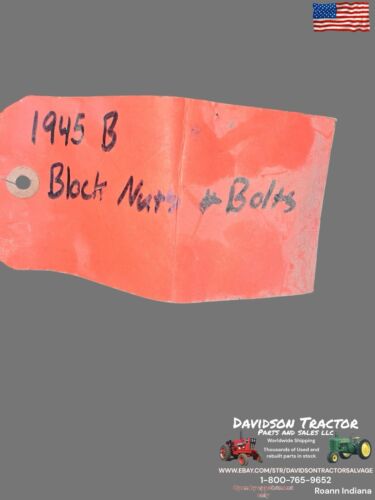 1945 B
Block Nuts & Bolts
DAVIDSON TRACTOR
PARTS AND SALES LLC
Worldwide Shipping
Thousands of Used and
rebuilt parts in stock.
WWW.EBAY.COM/STR/DAVIDSONTRACTORSALVAGE
1-800-765-9652
only
Roann Indiana